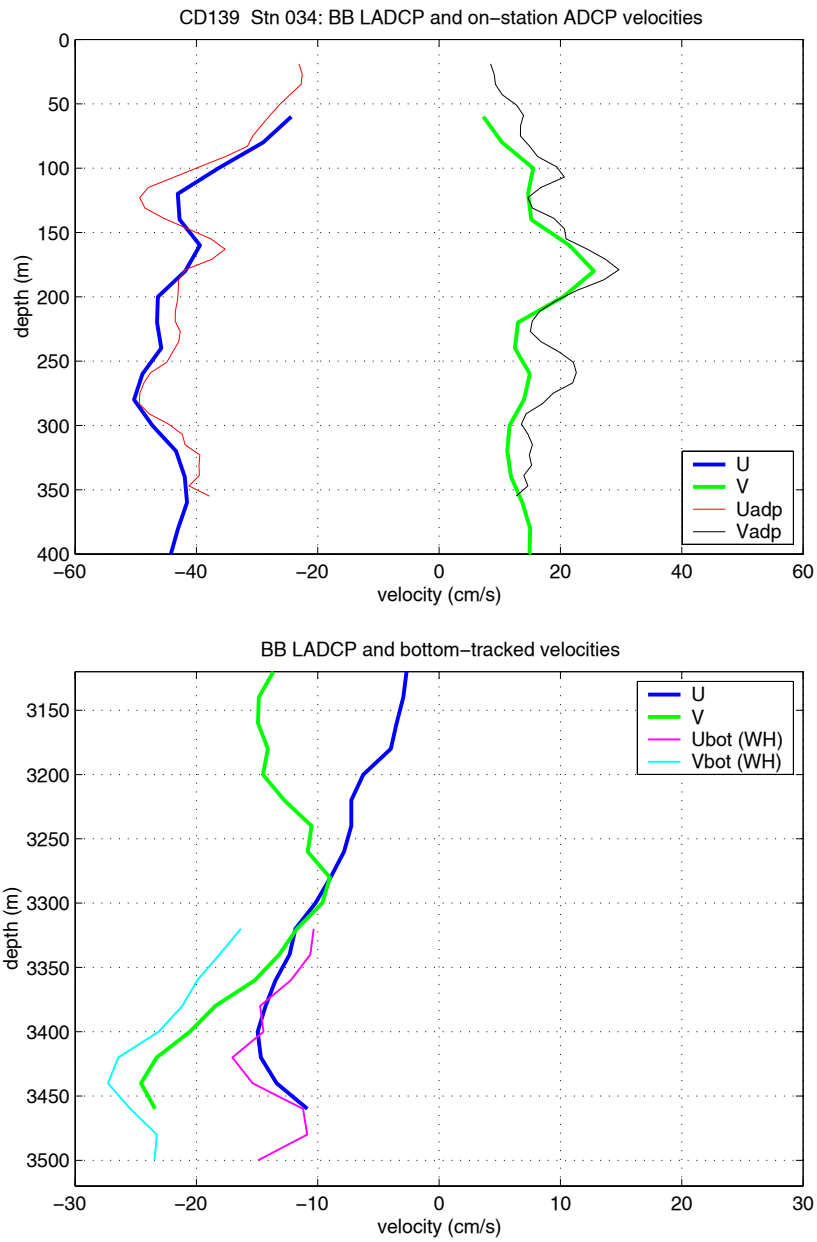 CD139 Stn 034: BB LADCP and on−station ADCP velocities
0
50
100
150
200
250
300
350
400
depth (m)
U
V
Uadp
Vadp
−60 −40 −20 0 20 40 60
velocity (cm/s)
BB LADCP and bottom−tracked velocities
3150
3200
3250
3300
3350
3400
3450
3500
depth (m)
U
V
Ubot (WH)
Vbot (WH)
−30 −20 −10 0 10 20 30
velocity (cm/s)